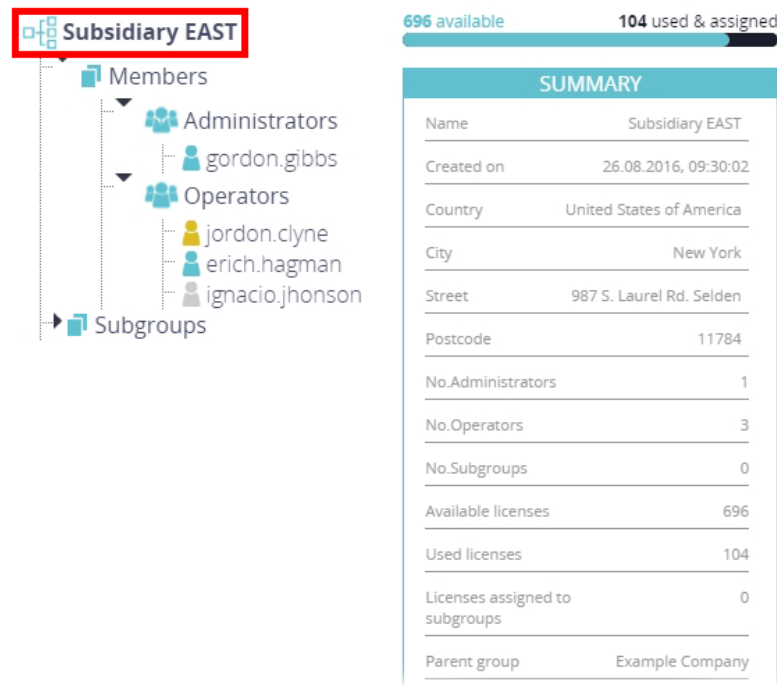 Subsidiary EAST
Members
Administrators
gordon.gibbs
Operators
jordon.clyne
erich.hagman
ignacio.jhonson
Subgroups
696 available 104 used & assigned
SUMMARY
Name Subsidiary EAST
Created on 26.08.2016, 09:30:02
Country United States of America
City New York
Street 987 S. Laurel Rd. Selden
Postcode 11784
No.Administrators 1
No.Operators 3
No.Subgroups 0
Available licenses 696
Used licenses 104
Licenses assigned to 0
subgroups
Parent group Example Company